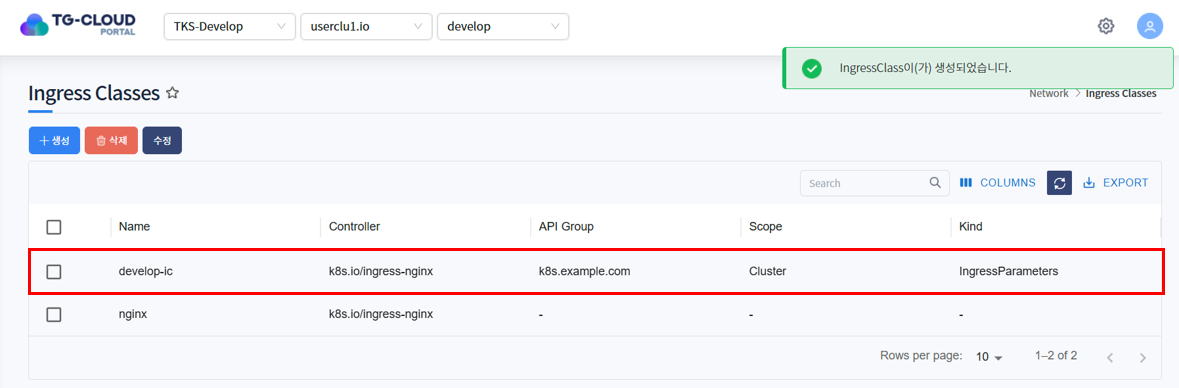 TG-CLOUD
PORTAL
TKS-Develop
userclu1.io
develop
IngressClass이(가) 생성되었습니다.
Ingress Classes
Network > Ingress Classes
생성
삭제
수정
Search
COLUMNS
EXPORT
Name Controller API Group Scope Kind
develop-ic k8s.io/ingress-nginx k8s.example.com Cluster IngressParameters
nginx k8s.io/ingress-nginx - - -
Rows per page: 10 1–2 of 2